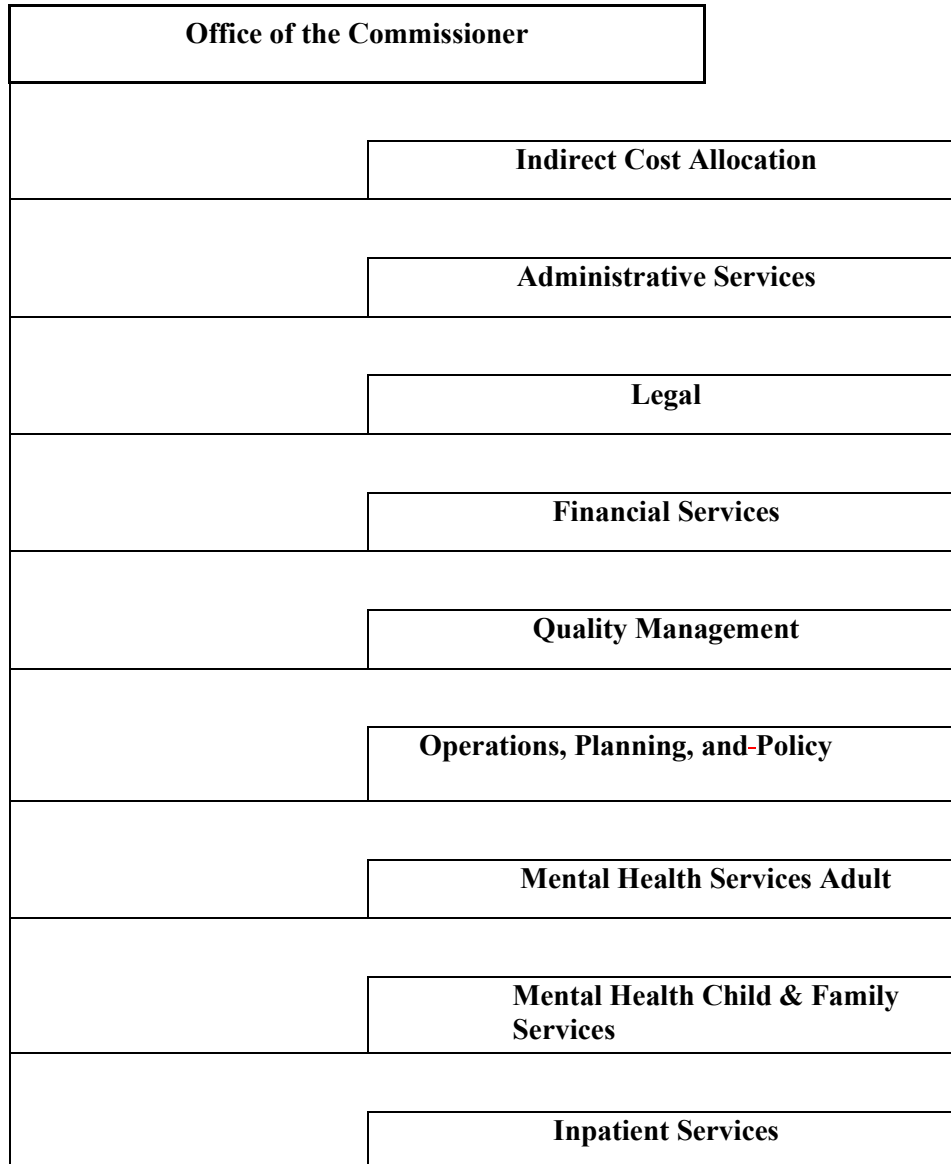 Office of the Commissioner
Indirect Cost Allocation
Administrative Services
Legal
Financial Services
Quality Management
Operations, Planning, and-Policy
Mental Health Services Adult
Mental Health Child & Family
Services
Inpatient Services